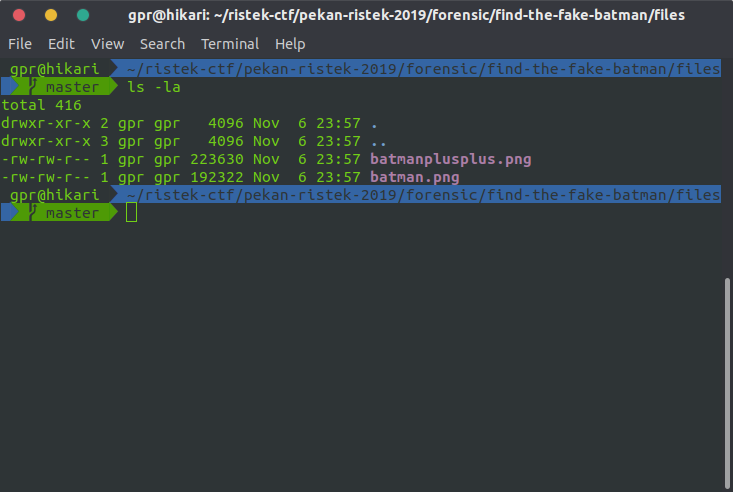 gpr@hikari: ~/ristek-ctf/pekan-ristek-2019/forensic/find-the-fake-batman/files
File Edit View Search Terminal Help
gpr@hikari ~/ristek-ctf/pekan-ristek-2019/forensic/find-the-fake-batman/files
master ls -la
total 416
drwxr-xr-x 2 gpr gpr   4096 Nov  6 23:57 .
drwxr-xr-x 3 gpr gpr   4096 Nov  6 23:57 ..
-rw-rw-r-- 1 gpr gpr 223630 Nov  6 23:57 batmanplusplus.png
-rw-rw-r-- 1 gpr gpr 192322 Nov  6 23:57 batman.png
gpr@hikari ~/ristek-ctf/pekan-ristek-2019/forensic/find-the-fake-batman/files
master